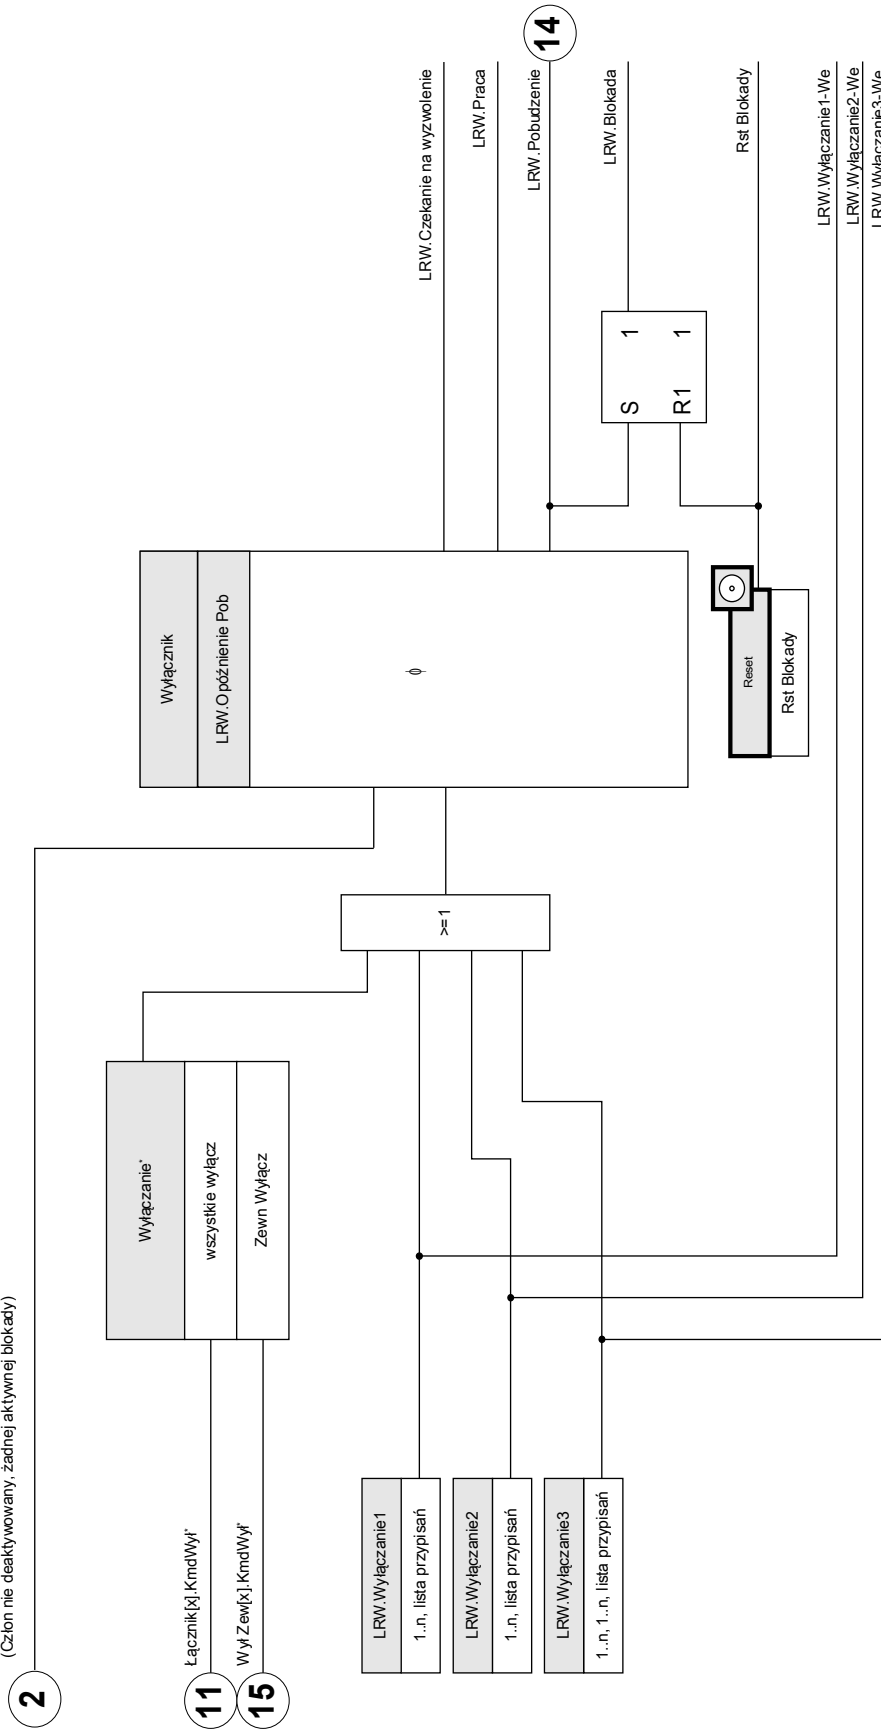 (Człon nie deaktywowany, żadnej aktywnej blokady)
2
Łącznik[x].KmdWył*
11
Wył Zew[x].KmdWył*
15
Wyłączanie*
wszystkie wyłącz
Zewn Wyłącz
LRW.Wyłączanie1
1..n, lista przypisań
LRW.Wyłączanie2
1..n, lista przypisań
LRW.Wyłączanie3
1..n, 1..n, lista przypisań
>=1
Wyłącznik
LRW.Opóźnienie Pob
φ
LRW.Czekanie na wyzwolenie
LRW.Praca
LRW.Pobudzenie
14
S 1
R1 1
LRW.Blokada
Reset
Rst Blokady
Rst Blokady
LRW.Wyłączanie1-We
LRW.Wyłączanie2-We
LRW.Wyłączanie3-We